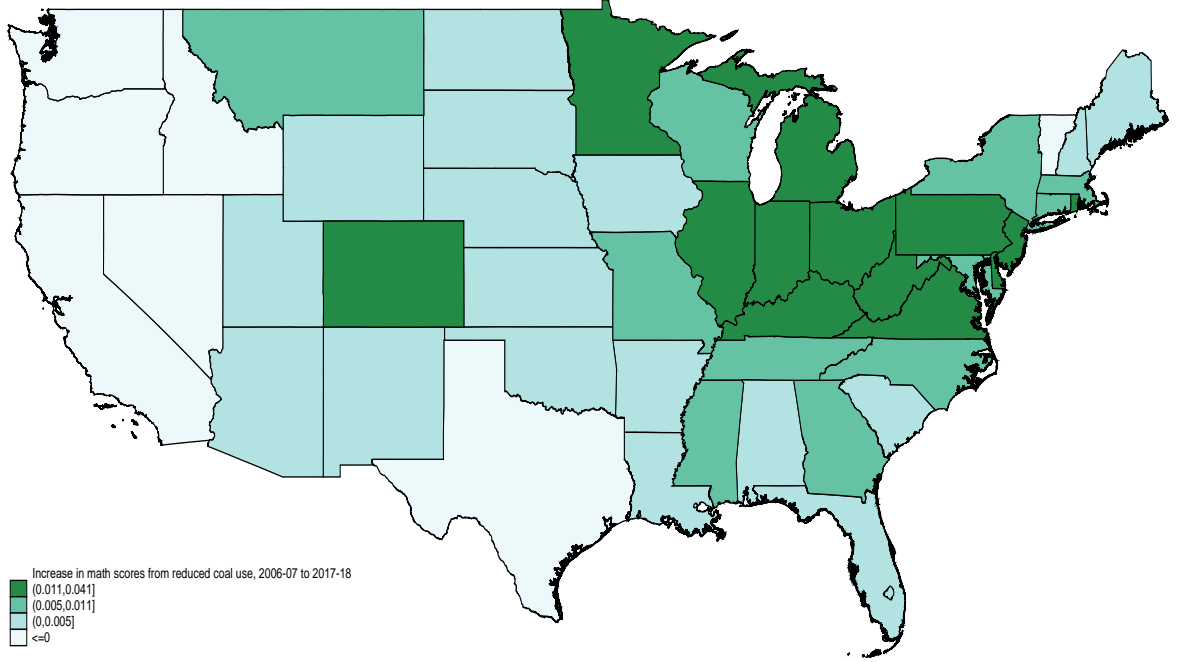 Increase in math scores from reduced coal use, 2006-07 to 2017-18
(0.011,0.041]
(0.005,0.011]
(0,0.005]
<=0